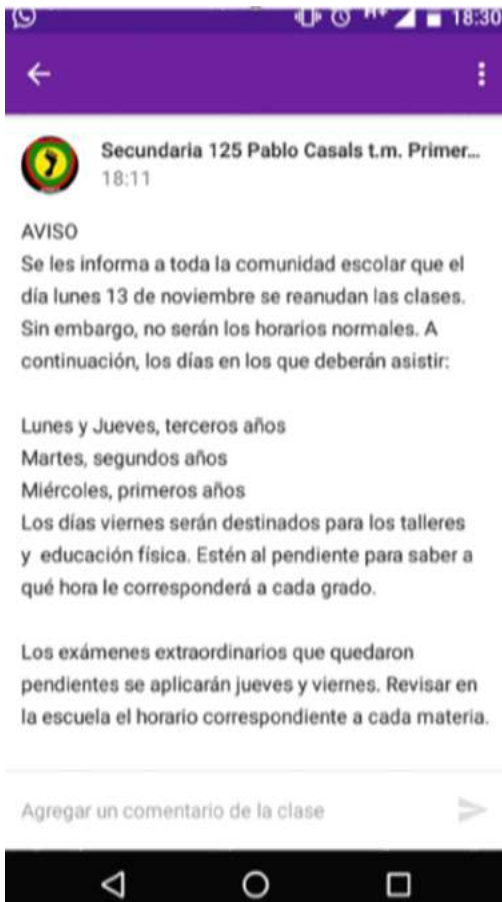 18:30
Secundaria 125 Pablo Casals t.m. Primer...
18:11
AVISO
Se les informa a toda la comunidad escolar que el
día lunes 13 de noviembre se reanudan las clases.
Sin embargo, no serán los horarios normales. A
continuación, los días en los que deberán asistir:
Lunes y Jueves, terceros años
Martes, segundos años
Miércoles, primeros años
Los días viernes serán destinados para los talleres
y educación física. Estén al pendiente para saber a
qué hora le corresponderá a cada grado.
Los exámenes extraordinarios que quedaron
pendientes se aplicarán jueves y viernes. Revisar en
la escuela el horario correspondiente a cada materia.
Agregar un comentario de la clase